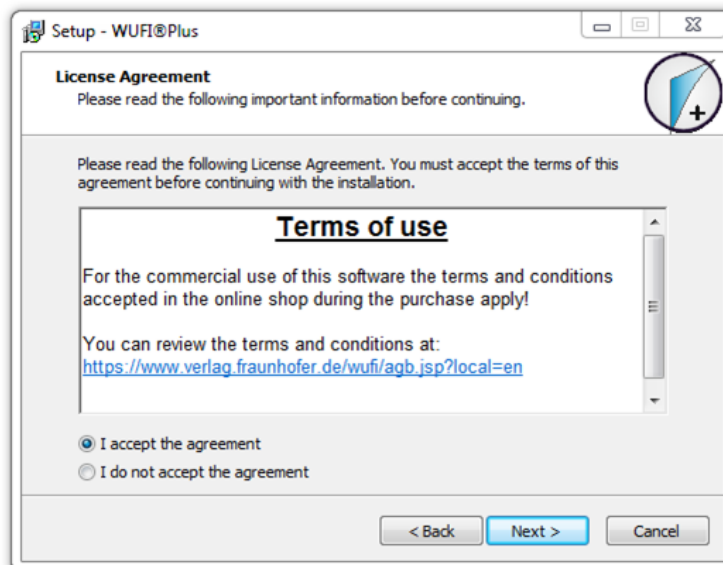 Setup - WUFI®Plus
License Agreement
Please read the following important information before continuing.
Please read the following License Agreement. You must accept the terms of this
agreement before continuing with the installation.
Terms of use
For the commercial use of this software the terms and conditions
accepted in the online shop during the purchase apply!
You can review the terms and conditions at:
https://www.verlag.fraunhofer.de/wufi/agb.jsp?local=en
I accept the agreement
I do not accept the agreement
< Back
Next >
Cancel